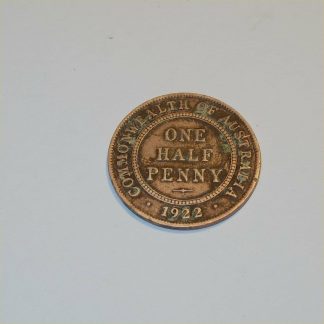 COMMONWEALTH OF AUSTRALIA
ONE
HALF
PENNY
· 1922 ·